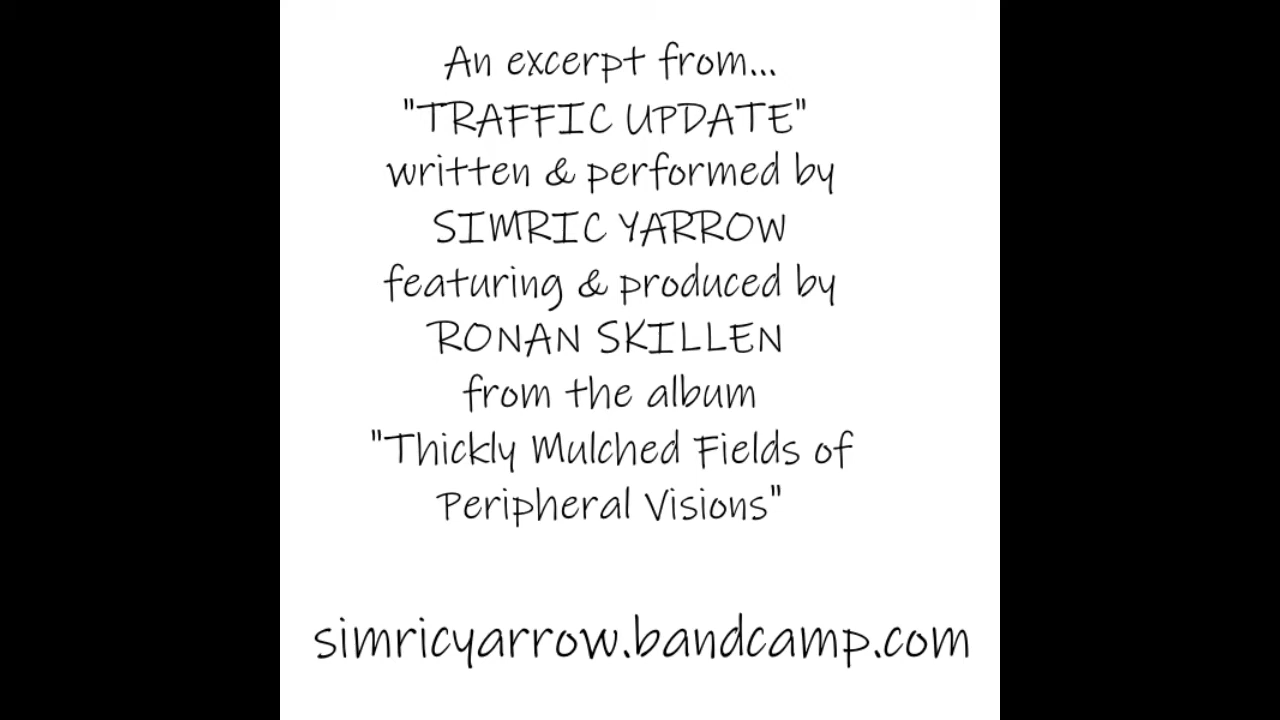 An excerpt from...
"TRAFFIC UPDATE"
written & performed by
SIMRIC YARROW
featuring & produced by
RONAN SKILLEN
from the album
"Thickly Mulched Fields of
Peripheral Visions"
simricyarrow.bandcamp.com